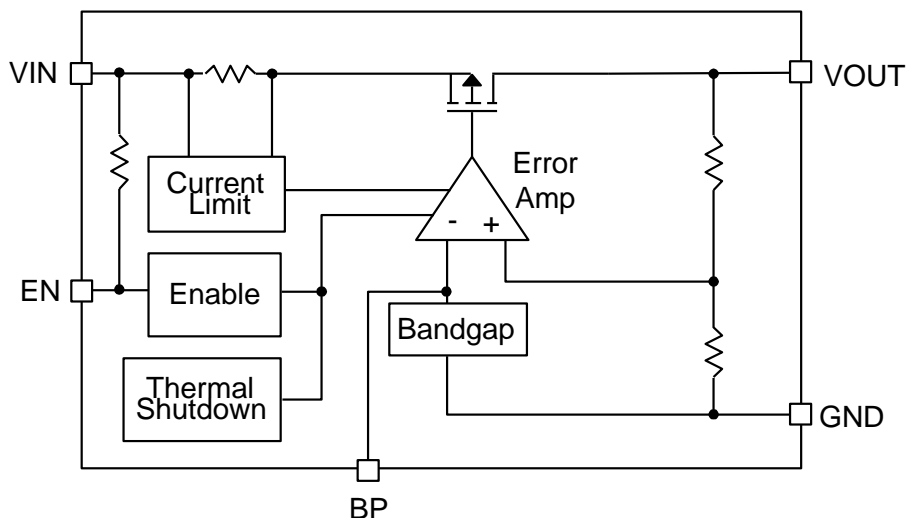 VIN
VOUT
Error
Amp
Current
Limit
- +
EN
Enable
Bandgap
Thermal
Shutdown
GND
BP